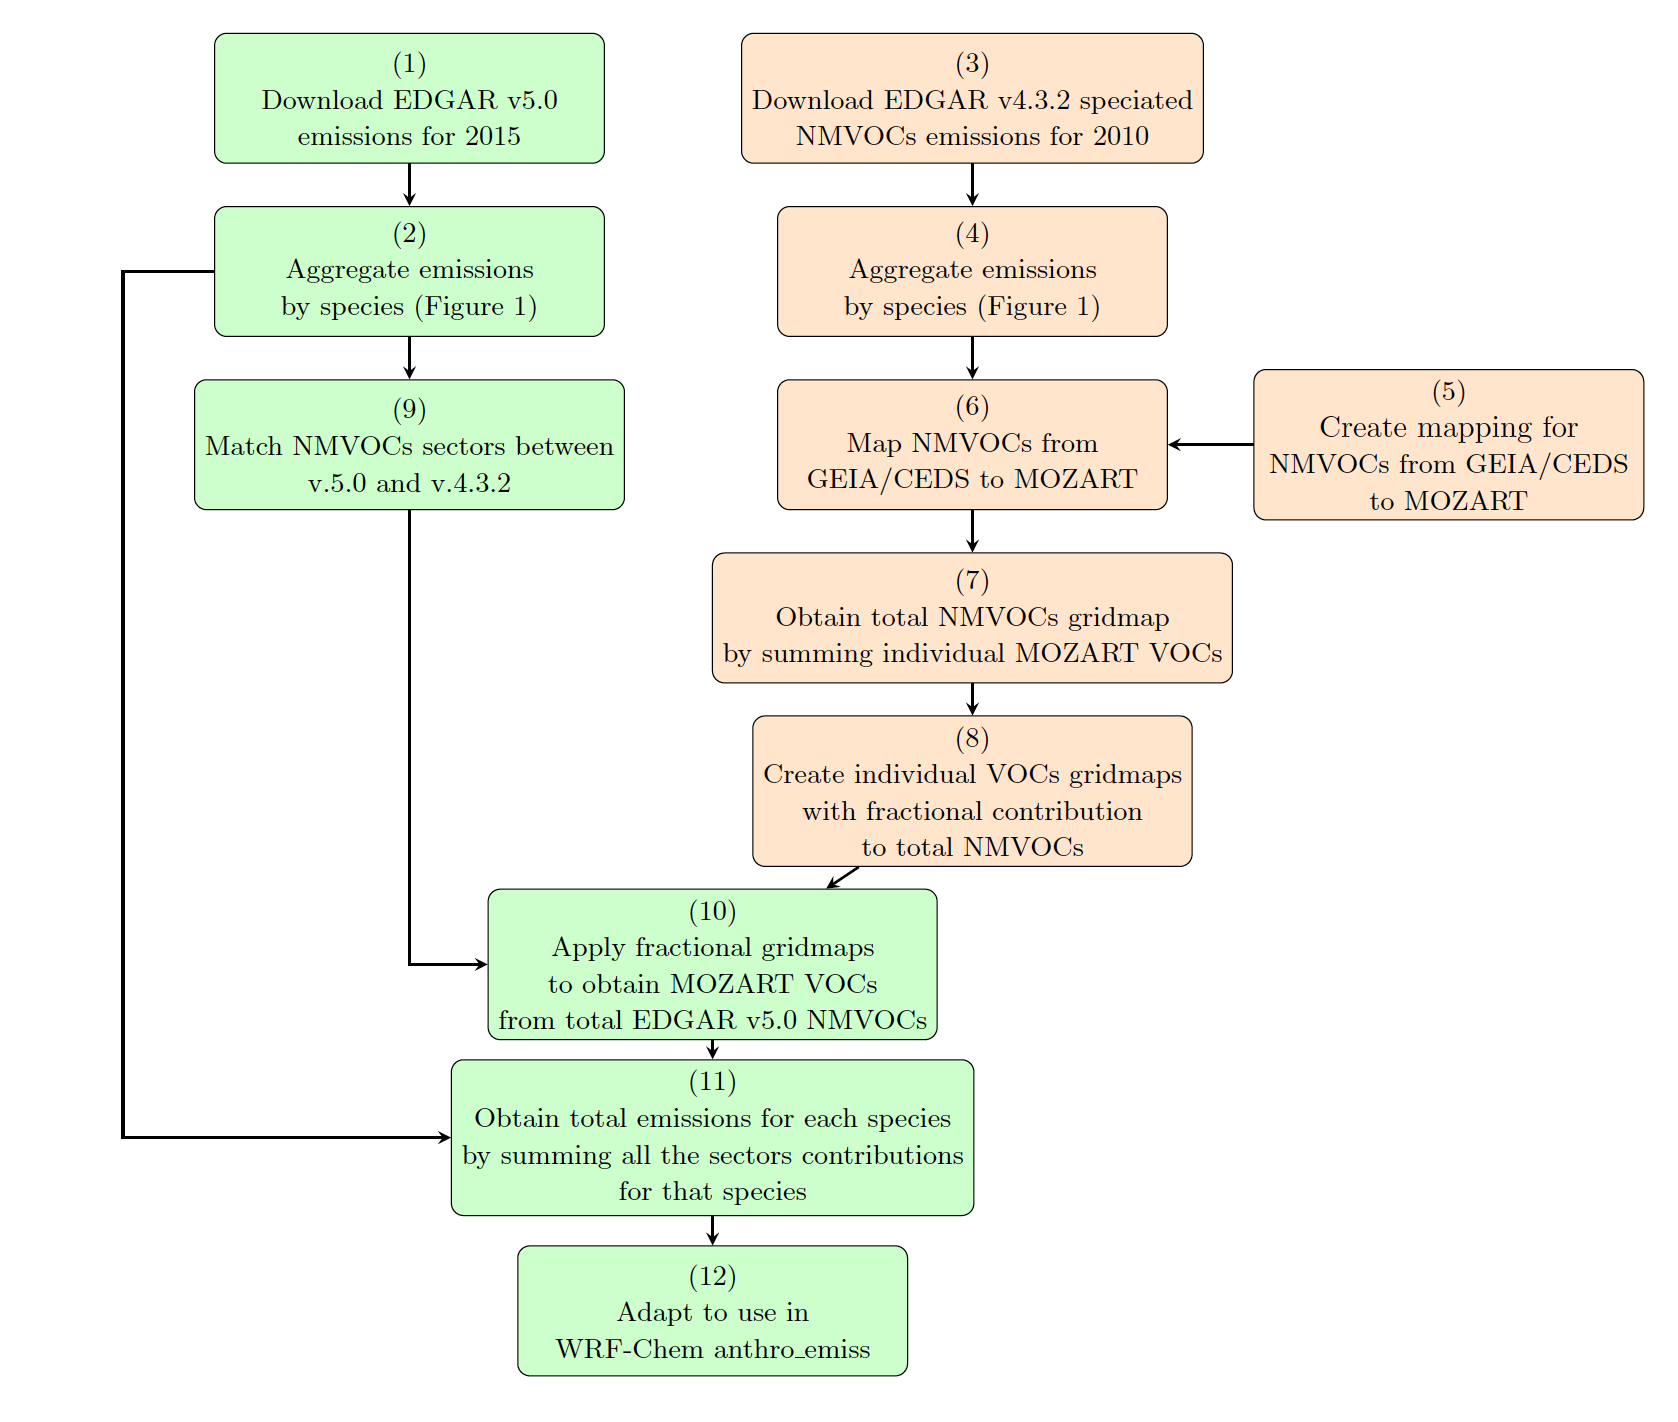 (1)
Download EDGAR v5.0
emissions for 2015
(3)
Download EDGAR v4.3.2 speciated
NMVOCs emissions for 2010
(2)
Aggregate emissions
by species (Figure 1)
(4)
Aggregate emissions
by species (Figure 1)
(9)
Match NMVOCs sectors between
v.5.0 and v.4.3.2
(6)
Map NMVOCs from
GEIA/CEDS to MOZART
(5)
Create mapping for
NMVOCs from GEIA/CEDS
to MOZART
(7)
Obtain total NMVOCs gridmap
by summing individual MOZART VOCs
(8)
Create individual VOCs gridmaps
with fractional contribution
to total NMVOCs
(10)
Apply fractional gridmaps
to obtain MOZART VOCs
from total EDGAR v5.0 NMVOCs
(11)
Obtain total emissions for each species
by summing all the sectors contributions
for that species
(12)
Adapt to use in
WRF-Chem anthro_emiss